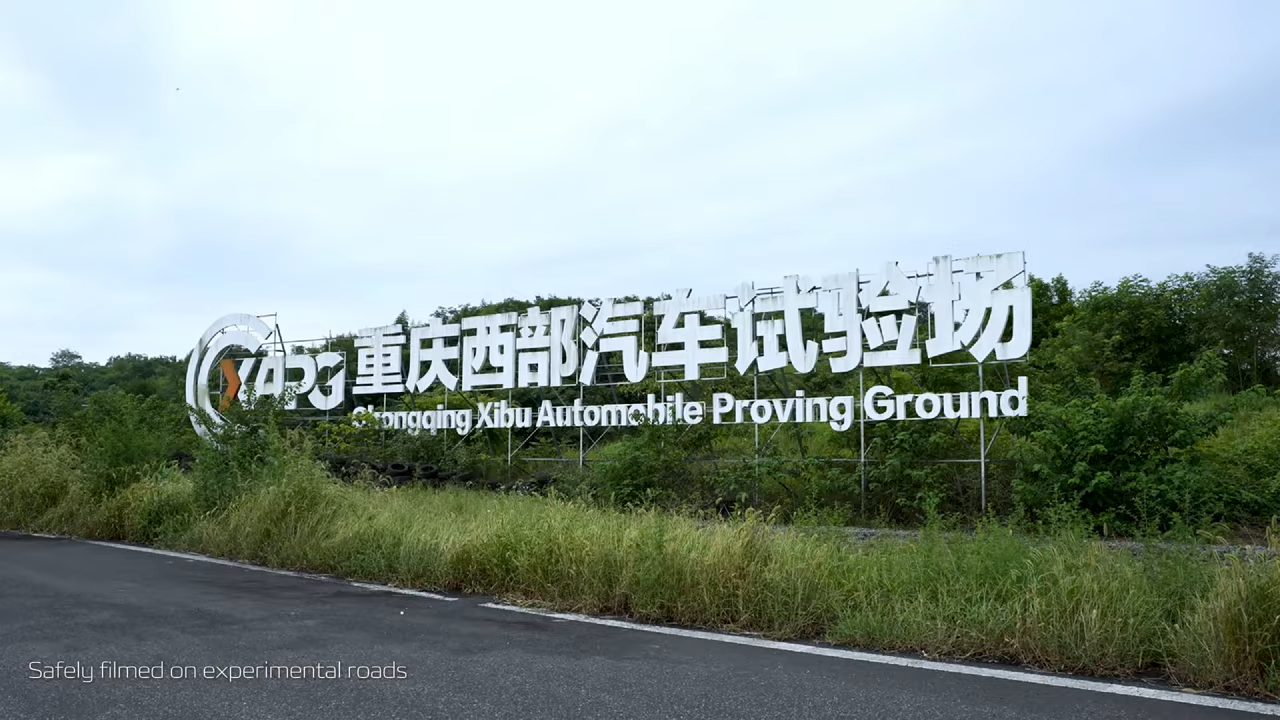 XAPG
重庆西部汽车试验场
Chongqing Xibu Automobile Proving Ground
Safely filmed on experimental roads